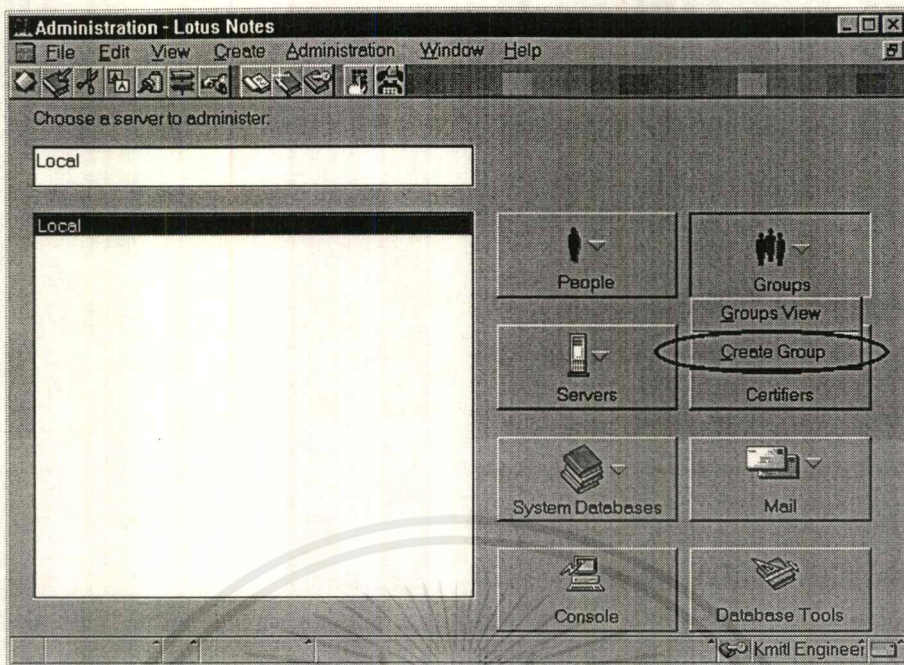 Administration - Lotus Notes
File Edit View Create Administration Window Help
Choose a server to administer:
Local
Local
People
Groups
Groups View
Create Group
Servers
Certifiers
System Databases
Mail
Console
Database Tools
Kmitl Engineer